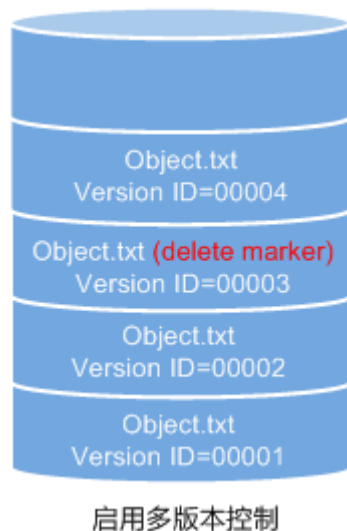 Object.txt
Version ID=00004
Object.txt (delete marker)
Version ID=00003
Object.txt
Version ID=00002
Object.txt
Version ID=00001
启用多版本控制